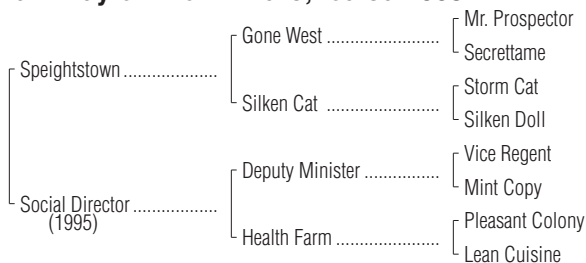 Mr. Prospector
Gone West
Secrettame
Speightstown
Storm Cat
Silken Cat
Silken Doll
Vice Regent
Deputy Minister
Mint Copy
Social Director
(1995)
Pleasant Colony
Health Farm
Lean Cuisine